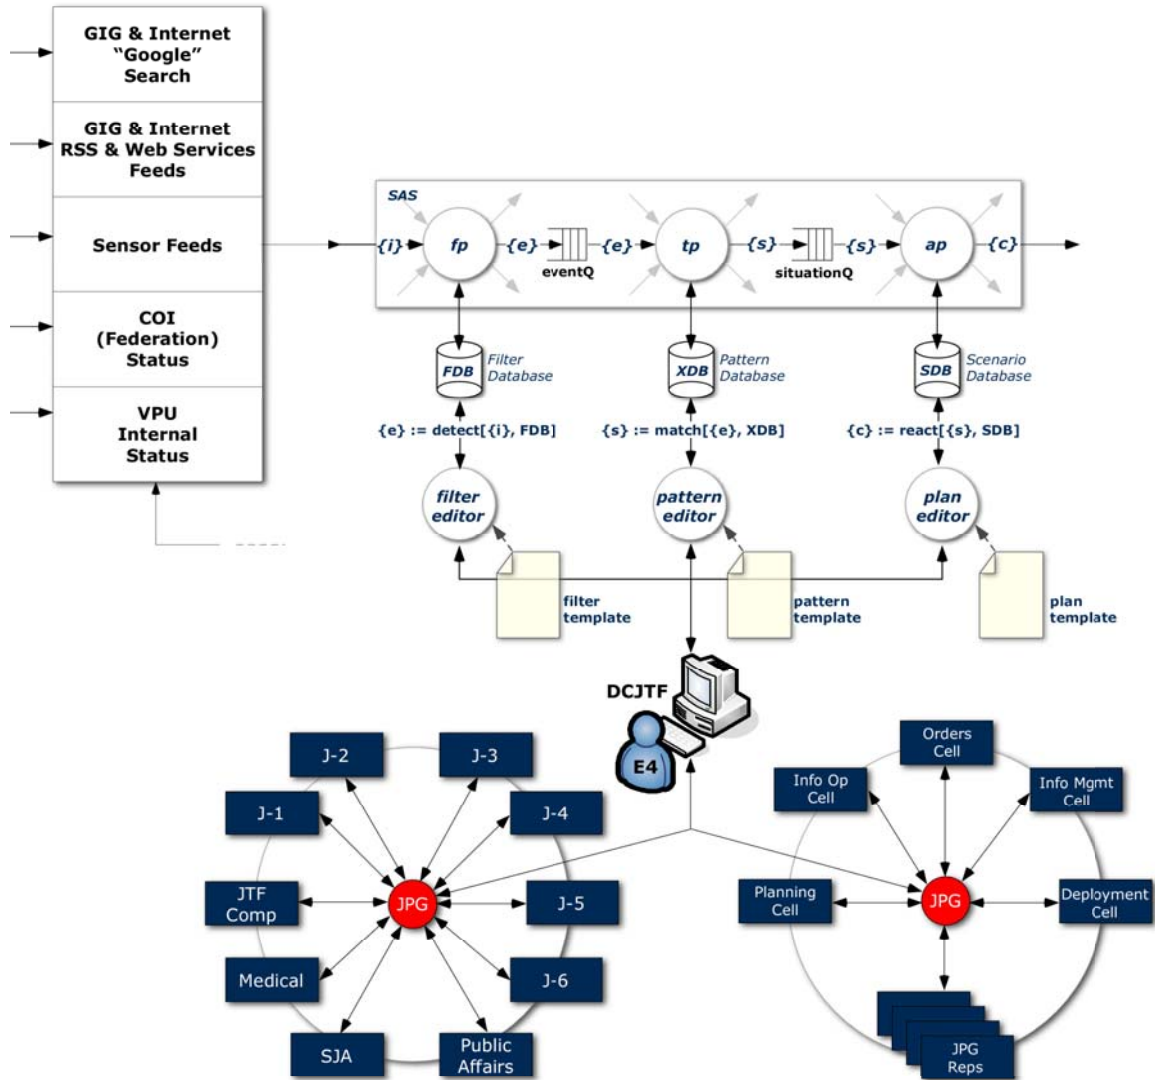 GIG & Internet
“Google”
Search
GIG & Internet
RSS & Web Services
Feeds
Sensor Feeds
COI
(Federation)
Status
VPU
Internal
Status
SAS
{i}
fp
{e}
eventQ
{e}
tp
{s}
situationQ
{s}
ap
{c}
FDB
Filter
Database
XDB
Pattern
Database
SDB
Scenario
Database
{e} := detect[{i}, FDB]
{s} := match[{e}, XDB]
{c} := react[{s}, SDB]
filter
editor
pattern
editor
plan
editor
filter
template
pattern
template
plan
template
DCJTF
E4
J-2
J-3
J-1
J-4
JTF
Comp
JPG
J-5
Medical
J-6
SJA
Public
Affairs
Orders
Cell
Info Op
Cell
Info Mgmt
Cell
Planning
Cell
JPG
Deployment
Cell
JPG
Reps